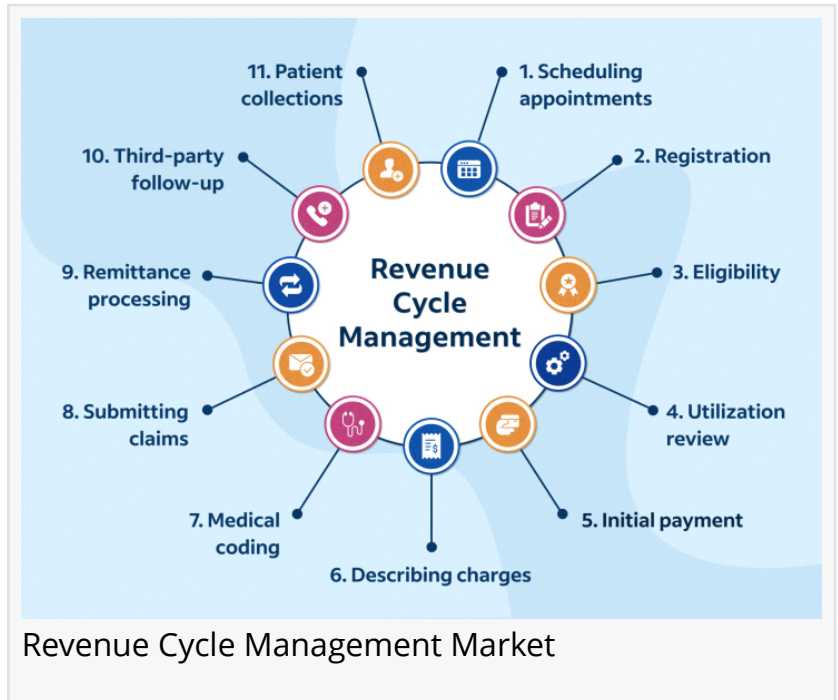 Revenue
Cycle
Management
1. Scheduling
appointments
2. Registration
3. Eligibility
4. Utilization
review
5. Initial payment
6. Describing charges
7. Medical
coding
8. Submitting
claims
9. Remittance
processing
10. Third-party
follow-up
11. Patient
collections
Revenue Cycle Management Market